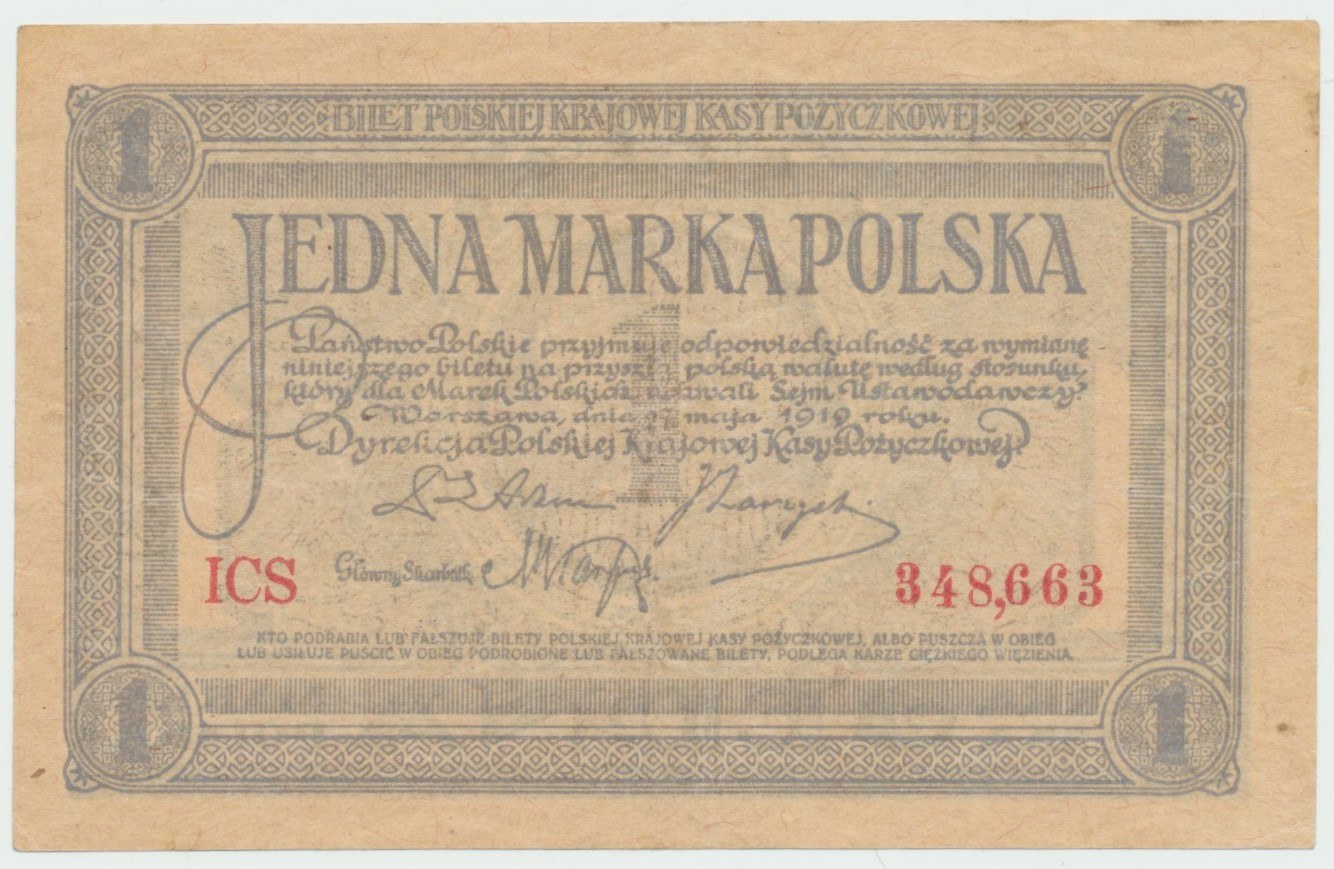 1 BILET POLSKIEJ KRAJOWEJ KASY POŻYCZKOWEJ 1
JEDNA MARKA POLSKA
1
Państwo Polskie przyjmuje odpowiedzialność za wymianę
niniejszego biletu na przyszłą polską walutę według stosunku,
który dla Marek Polskich uchwali Sejm Ustawodawczy.
Warszawa, dnia 17 maja 1919 roku.
Dyrekcja Polskiej Krajowej Kasy Pożyczkowej
ICS Główny Skarbnik 348,663
KTO PODRABIA LUB FAŁSZUJE BILETY POLSKIEJ KRAJOWEJ KASY POŻYCZKOWEJ, ALBO PUSZCZA W OBIEG
LUB USIŁUJE PUŚCIĆ W OBIEG PODROBIONE LUB FAŁSZOWANE BILETY, PODLEGA KARZE CIĘŻKIEGO WIĘZIENIA.
1 1